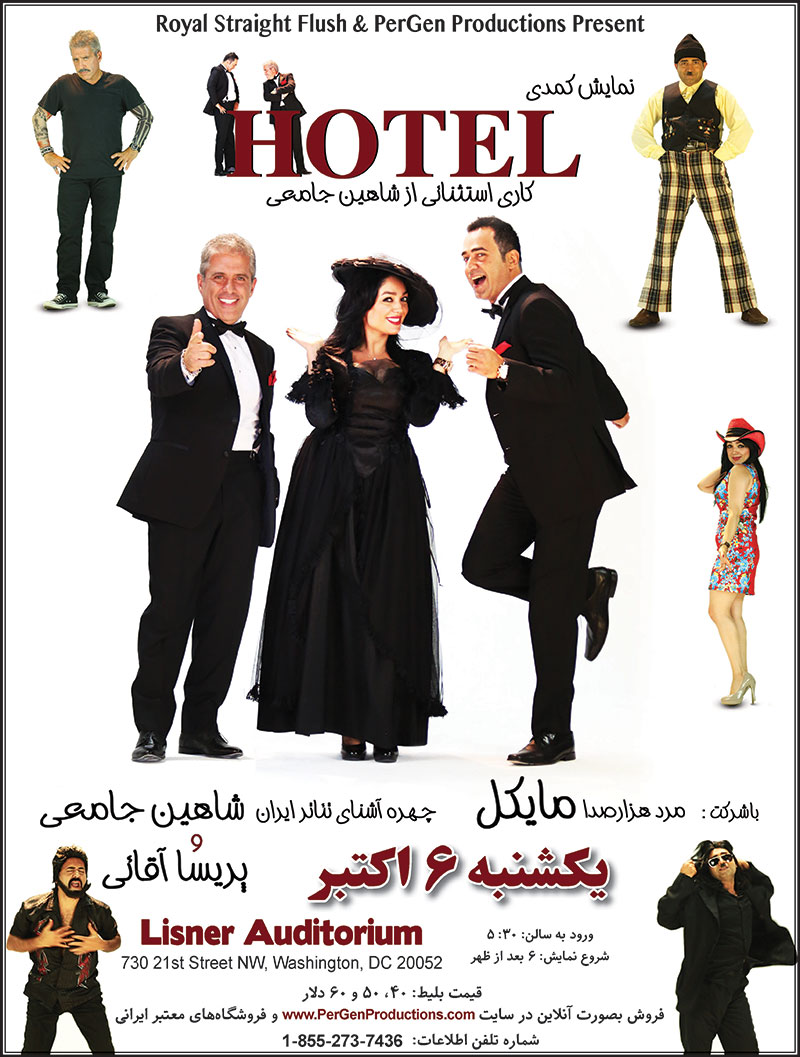 Royal Straight Flush & PerGen Productions Present
نمایش کمدی
HOTEL
کاری استثنائی از شاهین جامعی
باشرکت : مرد هزارصدا مایکل چهره آشنای تئاتر ایران شاهین جامعی
و
پریسا آقائی
یکشنبه ۶ اکتبر
Lisner Auditorium
730 21st Street NW, Washington, DC 20052
ورود به سالن: ۵:۳۰
شروع نمایش: ۶ بعد از ظهر
قیمت بلیط: ۴۰، ۵۰ و ۶۰ دلار
فروش بصورت آنلاین در سایت www.PerGenProductions.com و فروشگاه‌های معتبر ایرانی
شماره تلفن اطلاعات: 1-855-273-7436